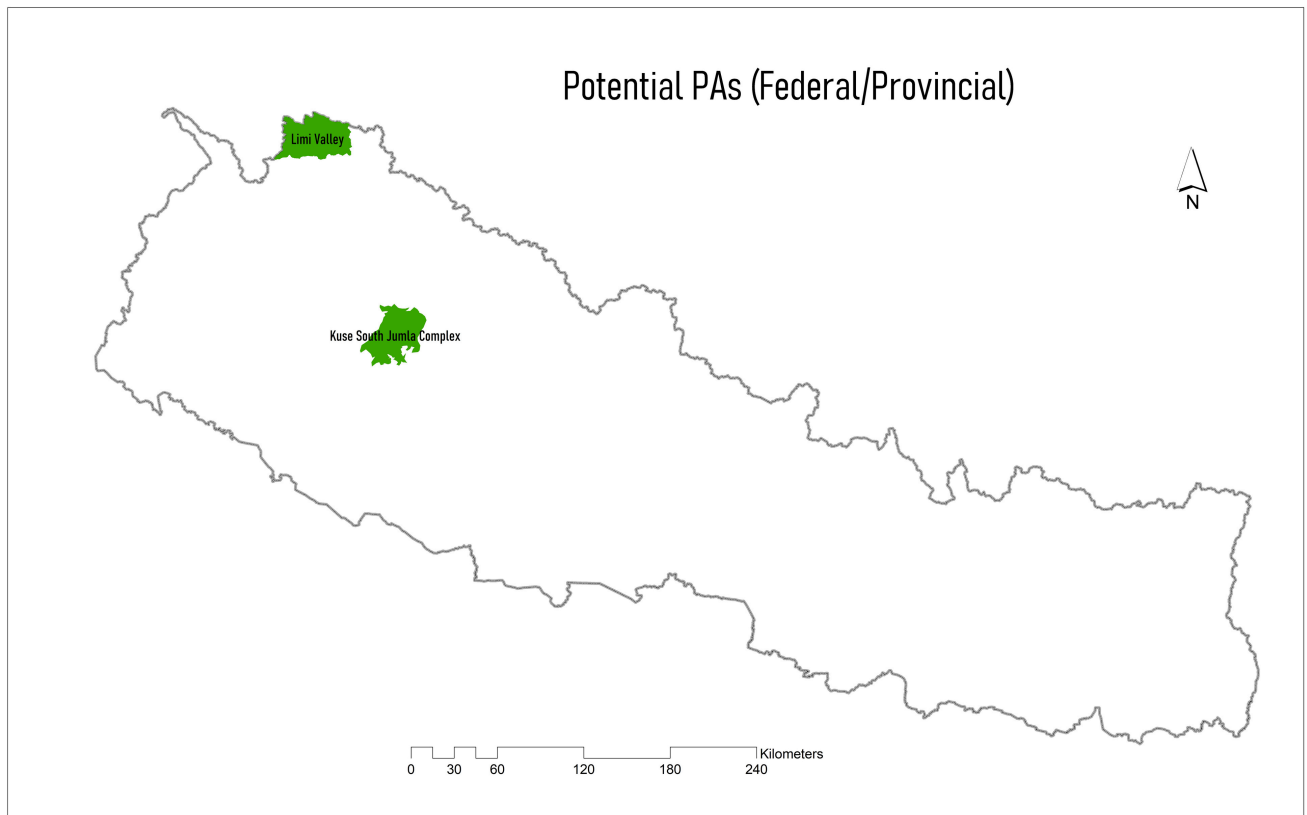 Potential PAs (Federal/Provincial)
Limi Valley
N
Kuse South Jumla Complex
Kilometers
0 30 60 120 180 240